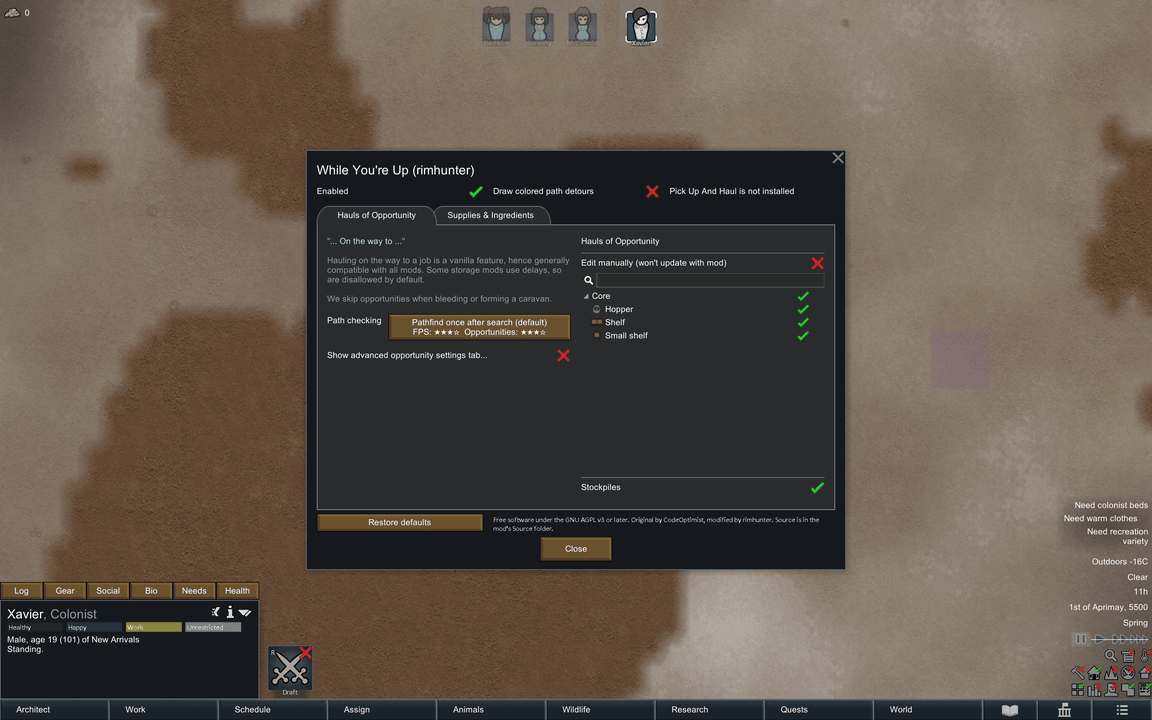 0
Xavier
While You're Up (rimhunter)
Enabled
Draw colored path detours
Pick Up And Haul is not installed
Hauls of Opportunity
Supplies & Ingredients
"... On the way to ..."
Hauling on the way to a job is a vanilla feature, hence generally
compatible with all mods. Some storage mods use delays, so
are disallowed by default.
We skip opportunities when bleeding or forming a caravan.
Path checking
Pathfind once after search (default)
FPS: ★★★☆ Opportunities: ★★★☆
Show advanced opportunity settings tab...
Hauls of Opportunity
Edit manually (won't update with mod)
Core
Hopper
Shelf
Small shelf
Stockpiles
Restore defaults
Free software under the GNU AGPL v3 or later. Original by CodeOptimist, modified by rimhunter. Source is in the
mod's Source folder.
Close
Need colonist beds
Need warm clothes
Need recreation
variety
Outdoors -16C
Clear
11h
1st of Aprimay, 5500
Spring
Log
Gear
Social
Bio
Needs
Health
Xavier, Colonist
Healthy
Happy
Work
Unrestricted
Male, age 19 (101) of New Arrivals
Standing.
R
Draft
Architect
Work
Schedule
Assign
Animals
Wildlife
Research
Quests
World